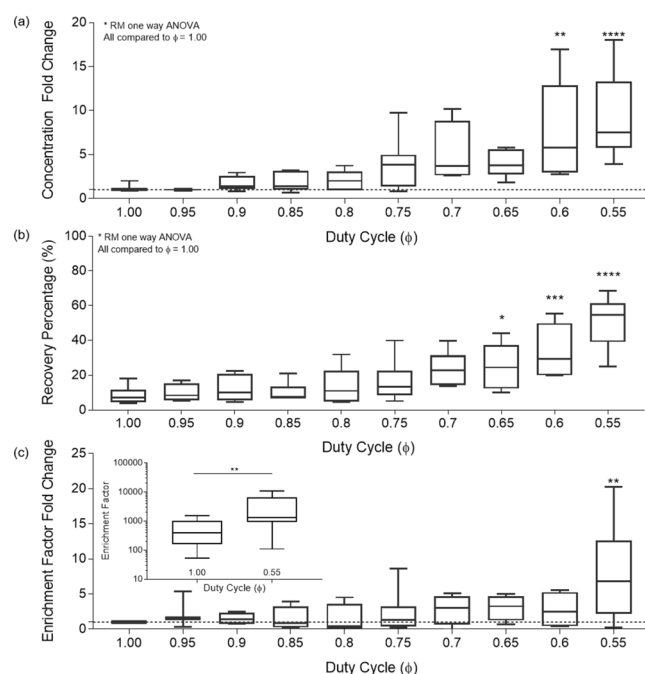 (a)
* RM one way ANOVA
All compared to ϕ = 1.00
Concentration Fold Change
20
15
10
5
0
** ****
1.00 0.95 0.9 0.85 0.8 0.75 0.7 0.65 0.6 0.55
Duty Cycle (ϕ)
(b)
* RM one way ANOVA
All compared to ϕ = 1.00
Recovery Percentage (%)
100
80
60
40
20
0
* *** ****
1.00 0.95 0.9 0.85 0.8 0.75 0.7 0.65 0.6 0.55
Duty Cycle (ϕ)
(c)
Enrichment Factor Fold Change
25
20
15
10
5
0
Enrichment Factor
100000
10000
1000
100
10
**
1.00 0.55
Duty Cycle (ϕ)
**
1.00 0.95 0.9 0.85 0.8 0.75 0.7 0.65 0.6 0.55
Duty Cycle (ϕ)